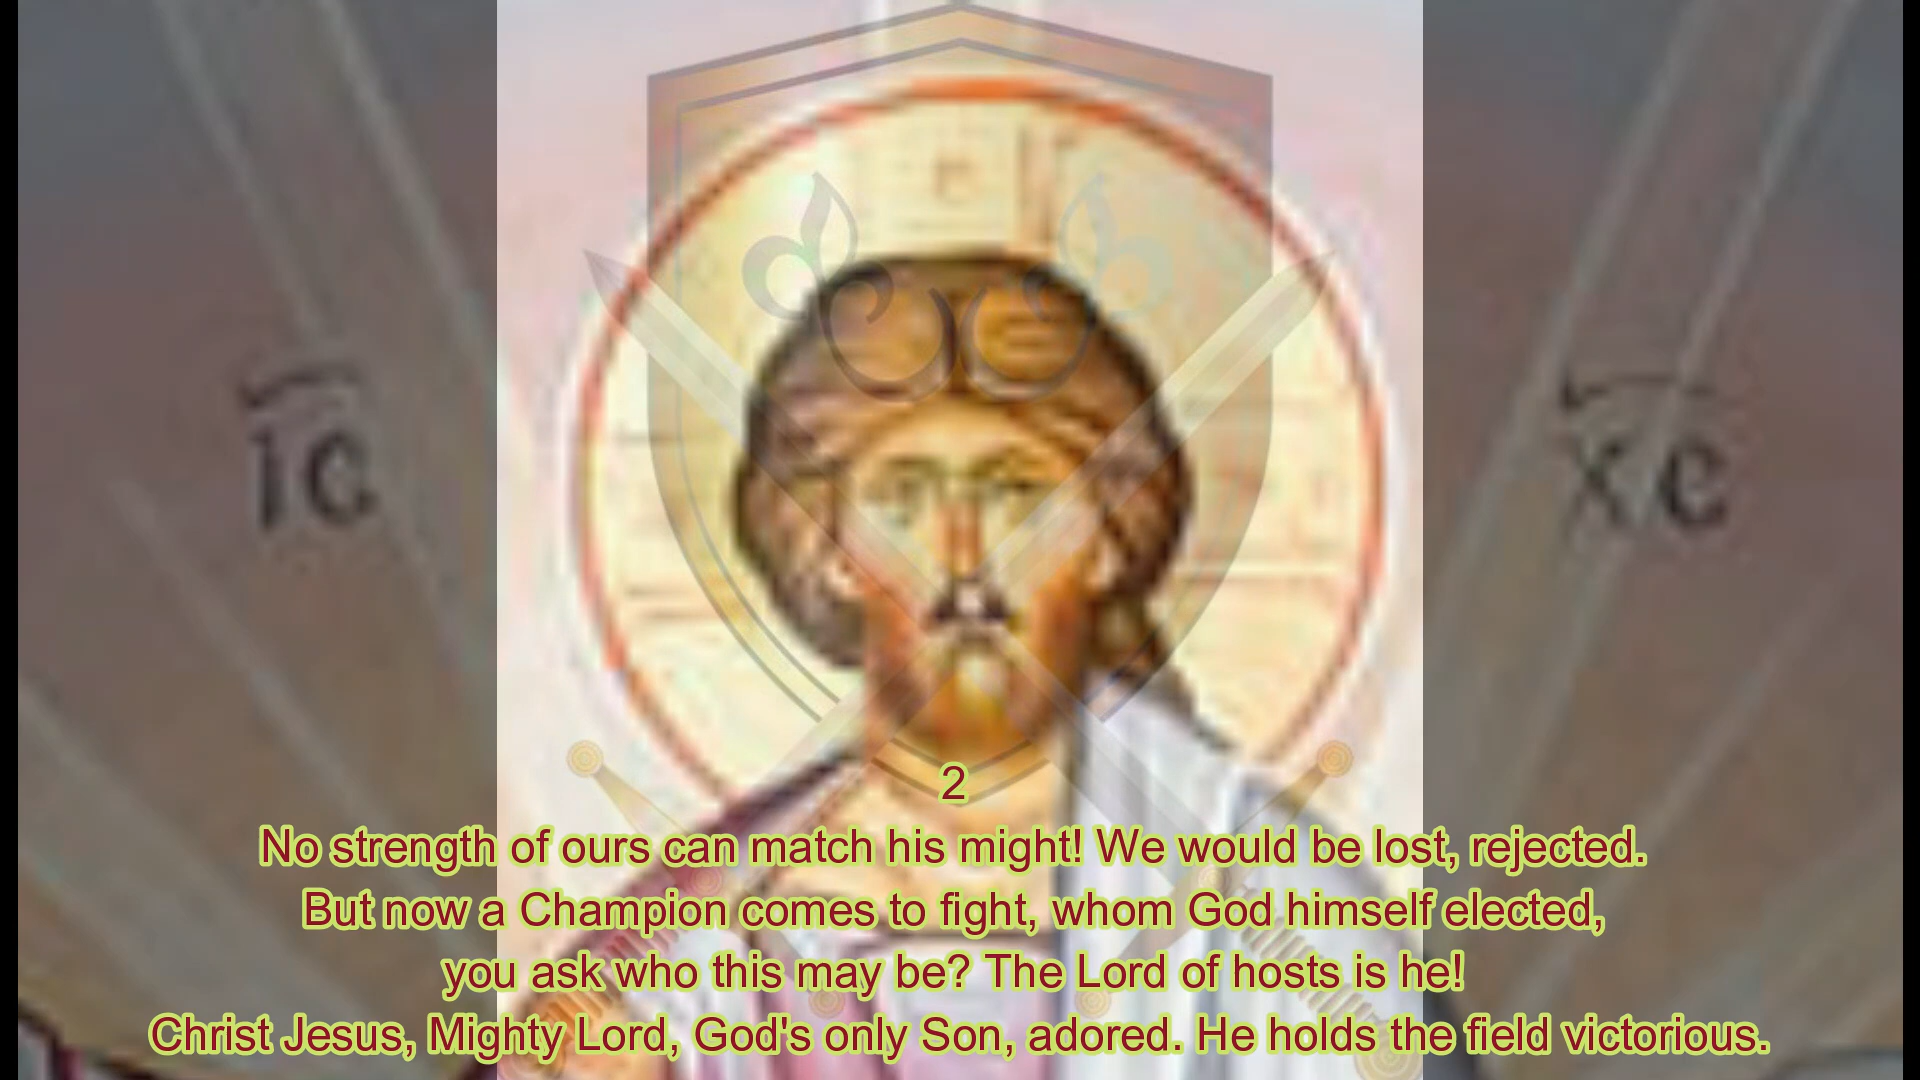 IC
XC
2
No strength of ours can match his might! We would be lost, rejected.
But now a Champion comes to fight, whom God himself elected,
you ask who this may be? The Lord of hosts is he!
Christ Jesus, Mighty Lord, God's only Son, adored. He holds the field victorious.